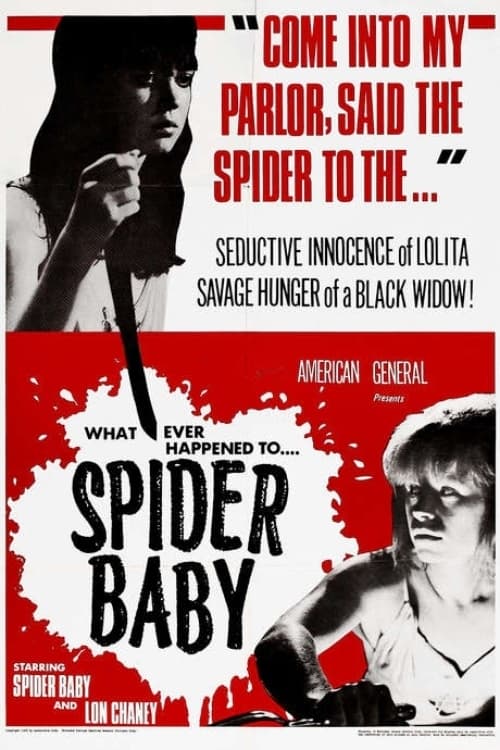 "COME INTO MY
PARLOR, SAID THE
SPIDER TO THE..."
SEDUCTIVE INNOCENCE of LOLITA
SAVAGE HUNGER of a BLACK WIDOW!
AMERICAN GENERAL
Presents
WHAT EVER
HAPPENED TO....
SPIDER
BABY
STARRING
SPIDER BABY
AND LON CHANEY